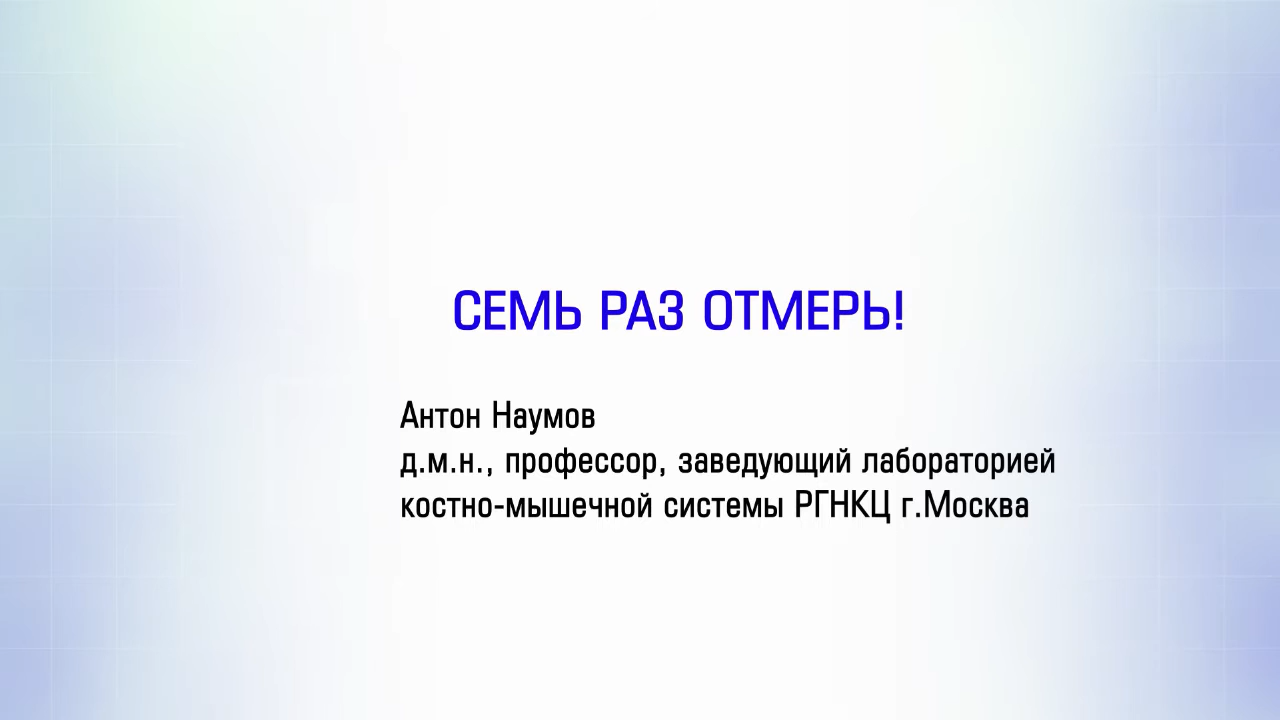 СЕМЬ РАЗ ОТМЕРЬ!
Антон Наумов
д.м.н., профессор, заведующий лабораторией
костно-мышечной системы РГНКЦ г.Москва